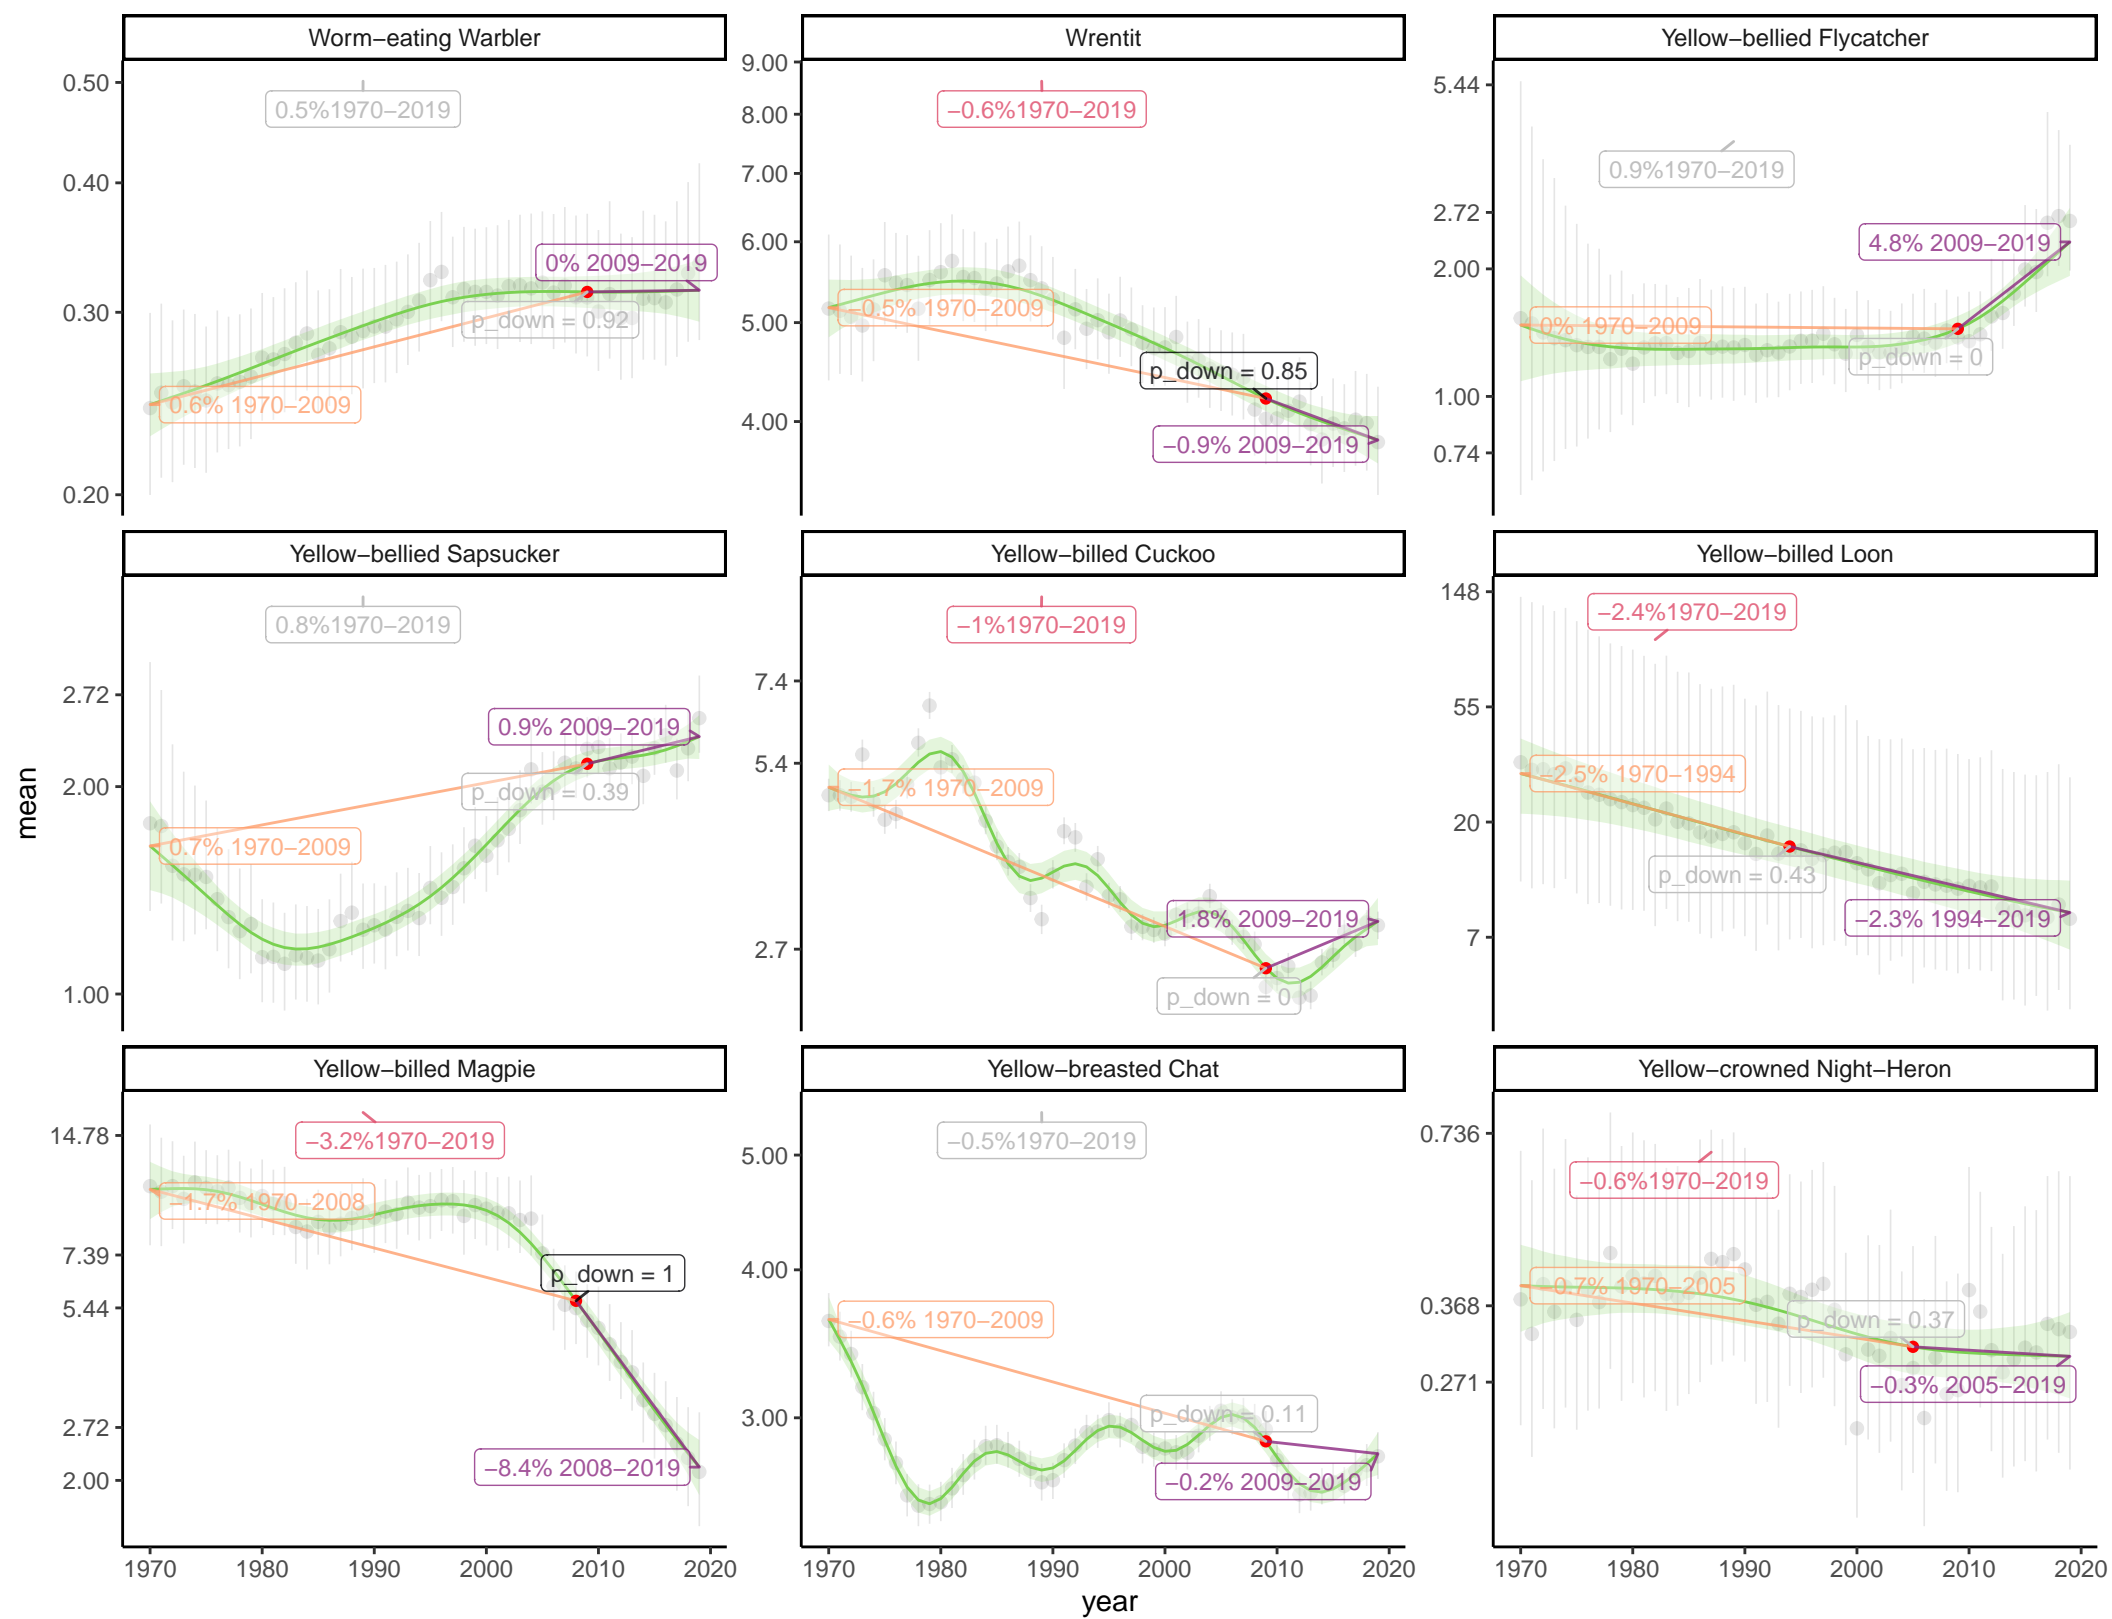 Worm−eating Warbler
0.50
0.40
0.30
0.20
0.5%1970−2019
0% 2009−2019
p_down = 0.92
0.6% 1970−2009
Wrentit
9.00
8.00
7.00
6.00
5.00
4.00
−0.6%1970−2019
−0.5% 1970−2009
p_down = 0.85
−0.9% 2009−2019
Yellow−bellied Flycatcher
5.44
2.72
2.00
1.00
0.74
0.9%1970−2019
4.8% 2009−2019
0% 1970−2009
p_down = 0
mean
Yellow−bellied Sapsucker
2.72
2.00
1.00
0.8%1970−2019
0.9% 2009−2019
p_down = 0.39
0.7% 1970−2009
Yellow−billed Cuckoo
7.4
5.4
2.7
−1%1970−2019
−1.7% 1970−2009
1.8% 2009−2019
p_down = 0
Yellow−billed Loon
148
55
20
7
−2.4%1970−2019
−2.5% 1970−1994
p_down = 0.43
−2.3% 1994−2019
Yellow−billed Magpie
14.78
7.39
5.44
2.72
2.00
−3.2%1970−2019
−1.7% 1970−2008
p_down = 1
−8.4% 2008−2019
1970 1980 1990 2000 2010 2020
Yellow−breasted Chat
5.00
4.00
3.00
−0.5%1970−2019
−0.6% 1970−2009
p_down = 0.11
−0.2% 2009−2019
1970 1980 1990 2000 2010 2020
Yellow−crowned Night−Heron
0.736
0.368
0.271
−0.6%1970−2019
−0.7% 1970−2005
p_down = 0.37
−0.3% 2005−2019
1970 1980 1990 2000 2010 2020
year